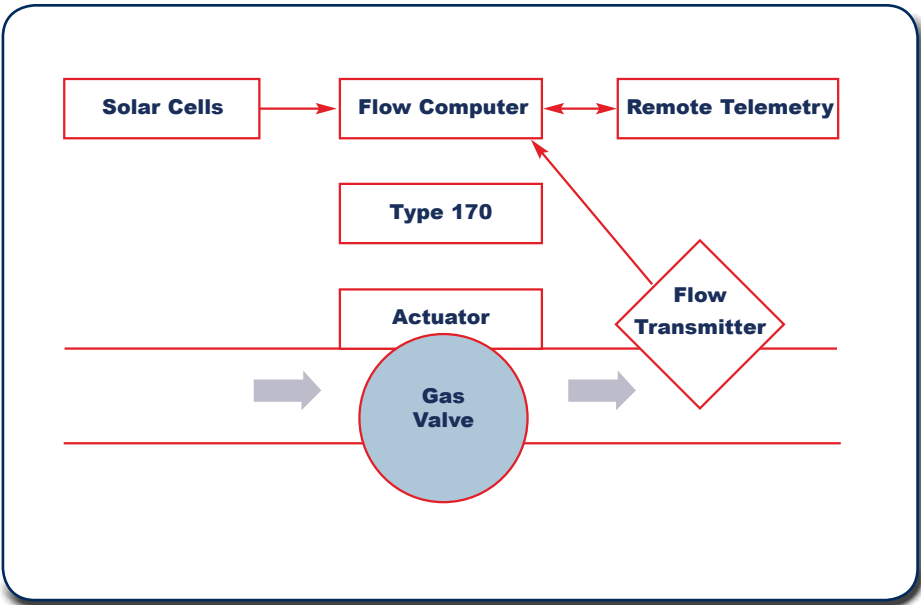 Solar Cells
Flow Computer
Remote Telemetry
Type 170
Flow
Transmitter
Actuator
Gas
Valve